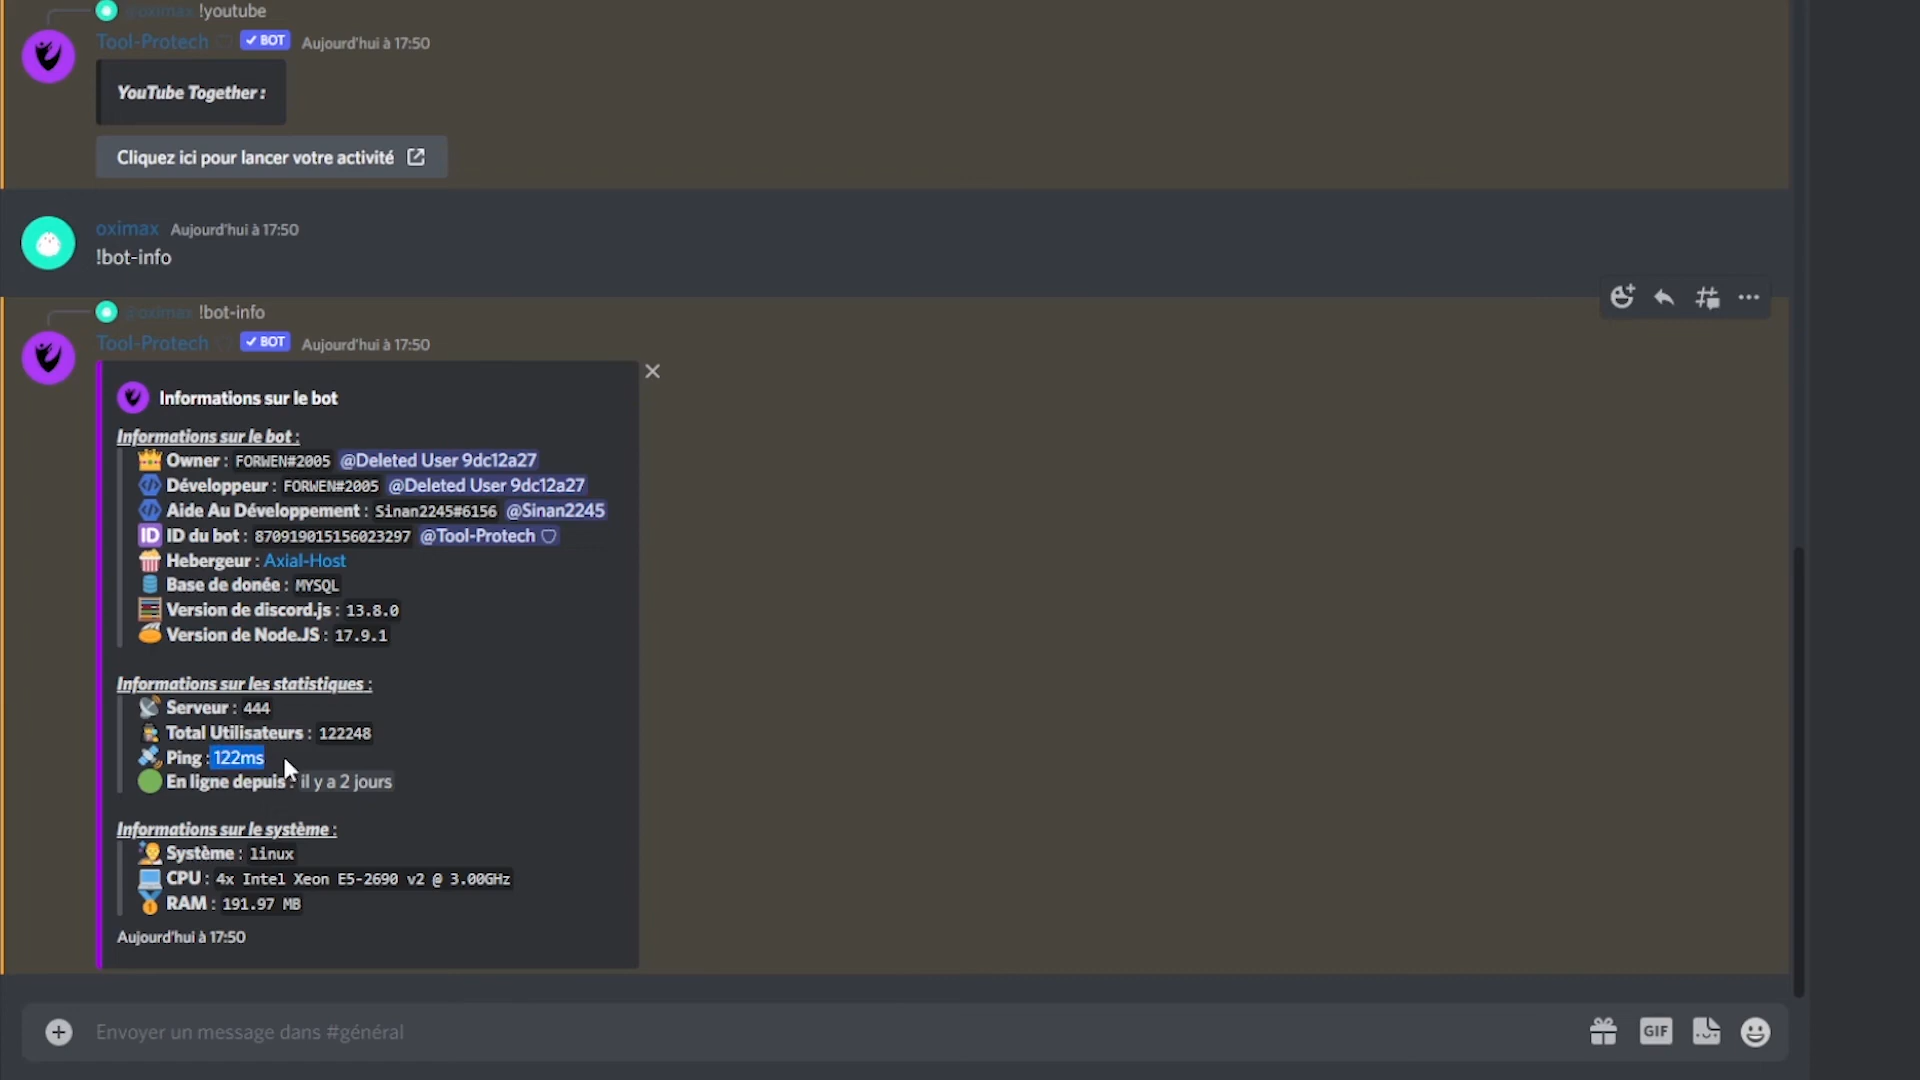 @oximax !youtube
Tool-Protech ✓ BOT Aujourd'hui à 17:50
YouTube Together :
Cliquez ici pour lancer votre activité
oximax Aujourd'hui à 17:50
!bot-info
@oximax !bot-info
Tool-Protech ✓ BOT Aujourd'hui à 17:50
Informations sur le bot
Informations sur le bot :
Owner : FORWEN#2005 @Deleted User 9dc12a27
Développeur : FORWEN#2005 @Deleted User 9dc12a27
Aide Au Développement : Sinan2245#6156 @Sinan2245
ID ID du bot : 870919015156023297 @Tool-Protech
Hebergeur : Axial-Host
Base de donée : MYSQL
Version de discord.js : 13.8.0
Version de Node.JS : 17.9.1
Informations sur les statistiques :
Serveur : 444
Total Utilisateurs : 122248
Ping : 122ms
En ligne depuis : il y a 2 jours
Informations sur le système :
Système : linux
CPU : 4x Intel Xeon E5-2690 v2 @ 3.00GHz
RAM : 191.97 MB
Aujourd'hui à 17:50
Envoyer un message dans #général
GIF